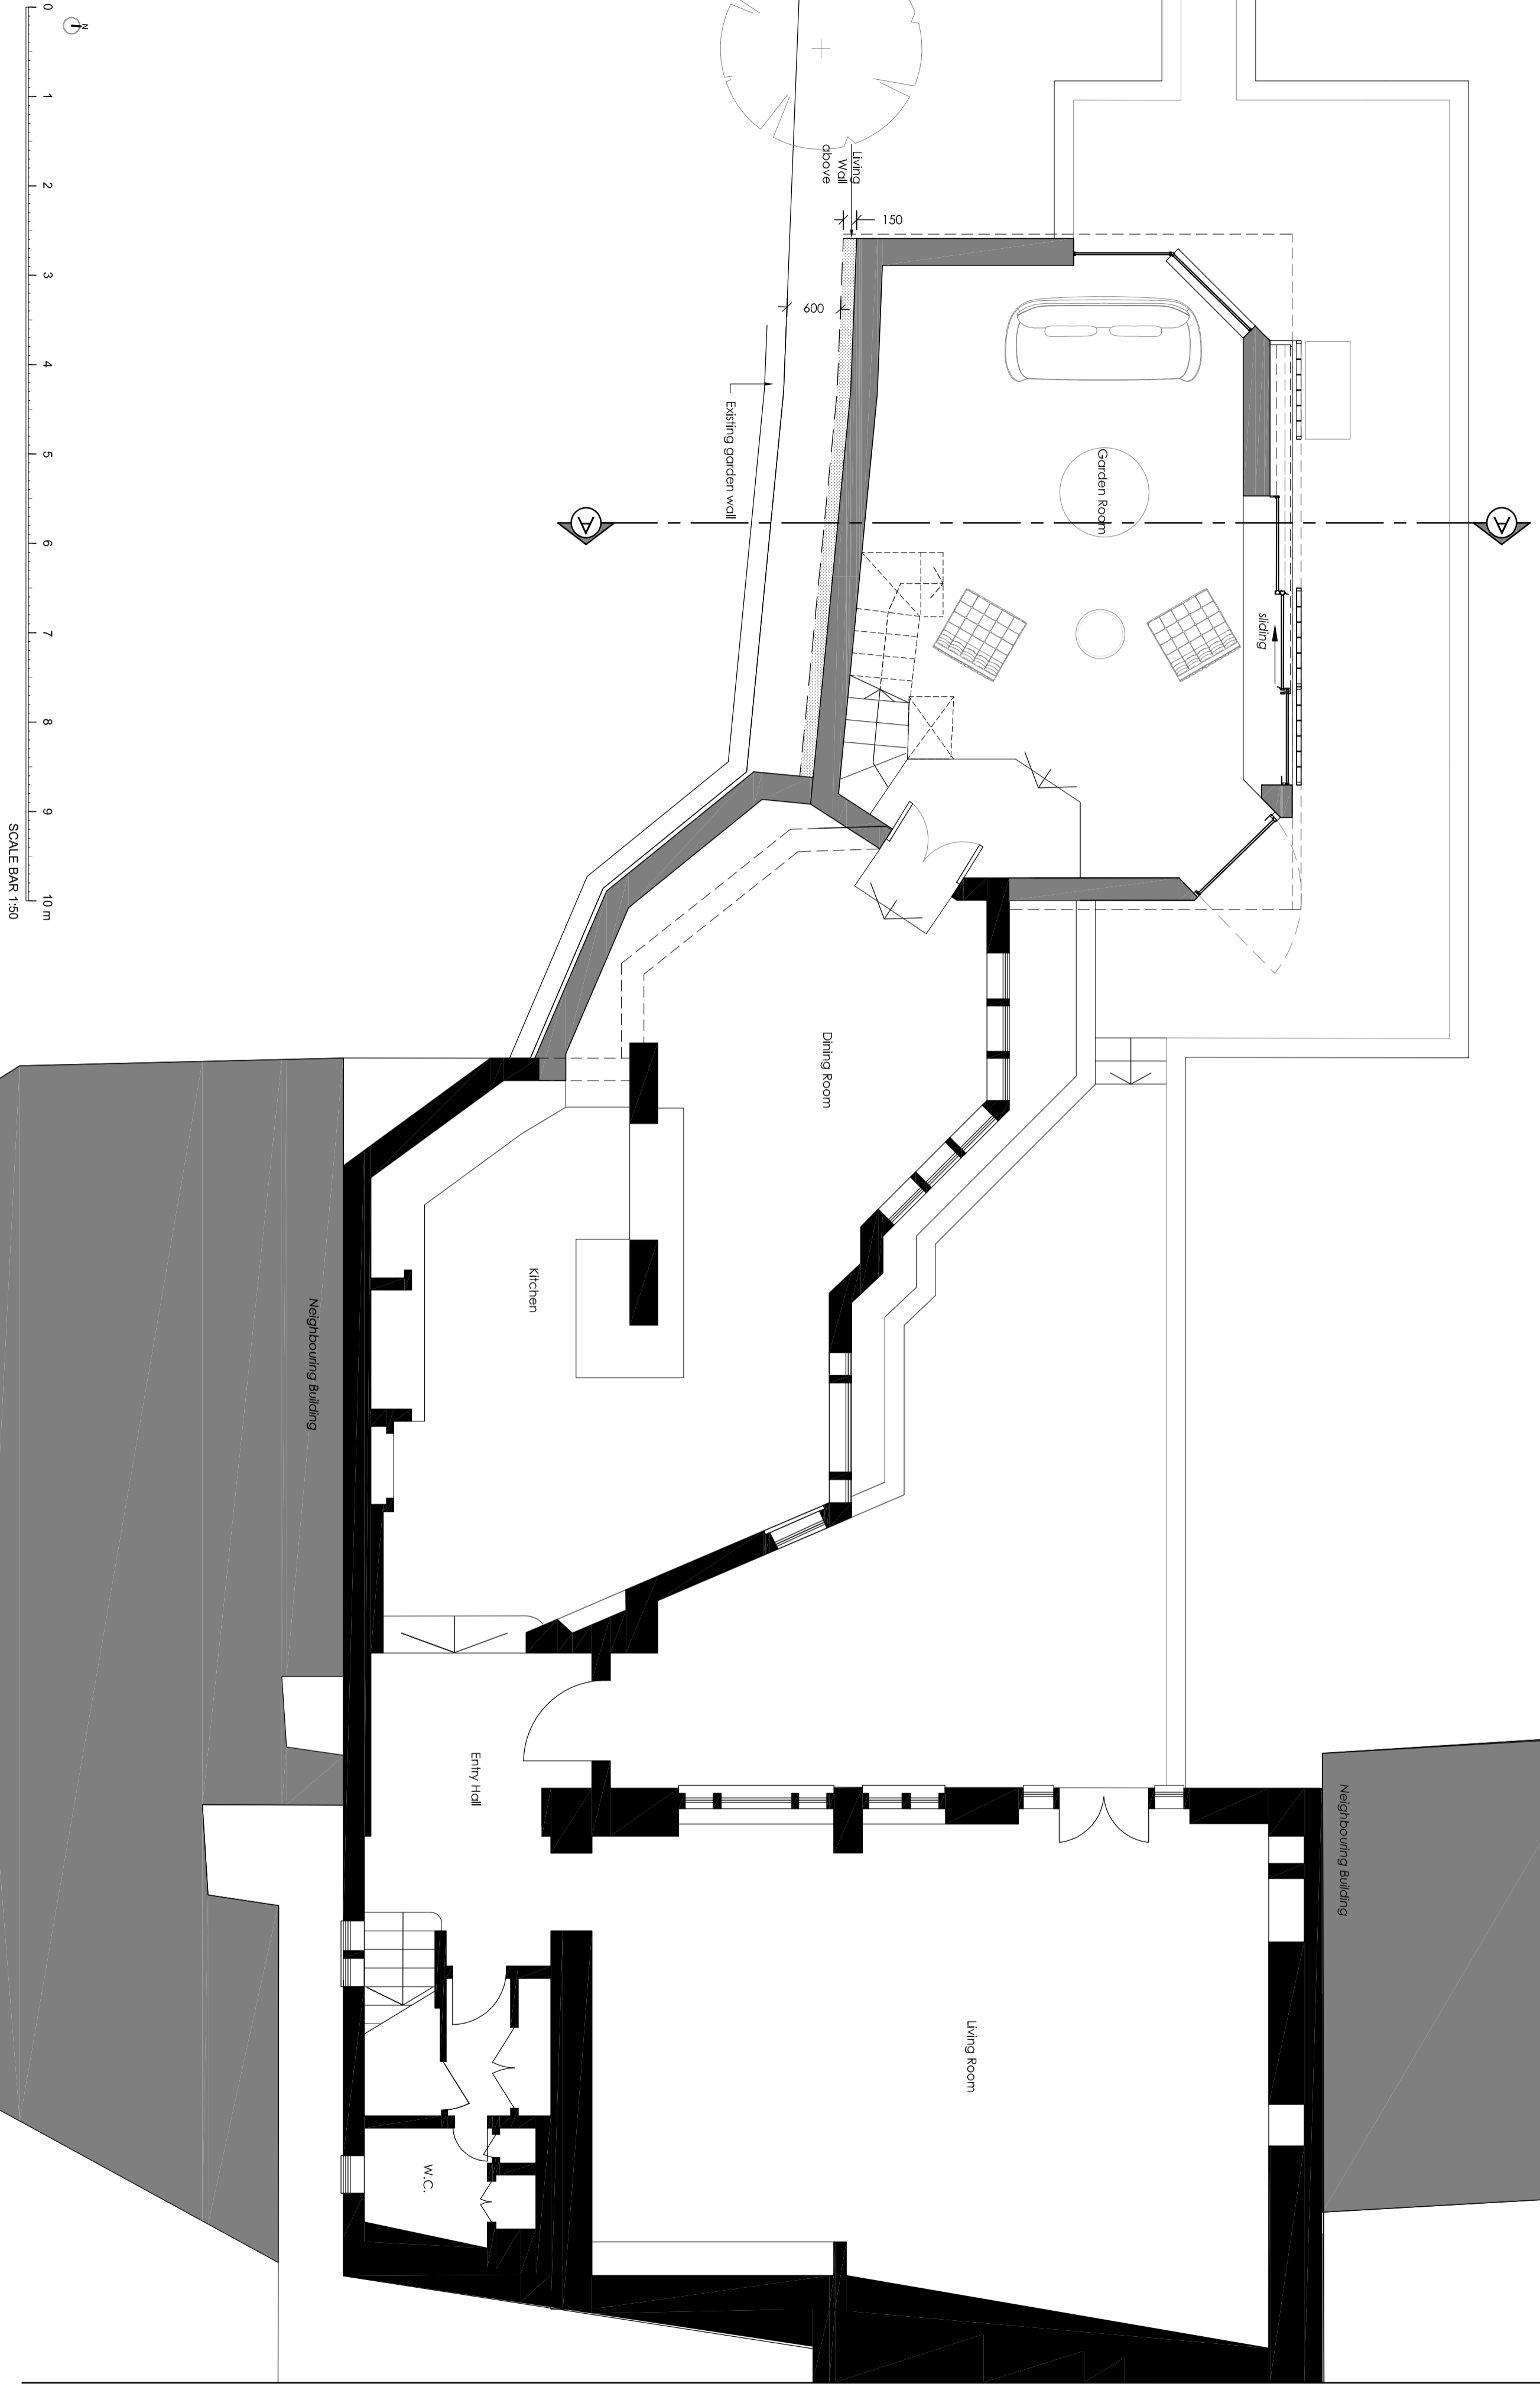 N
0
1
2
3
4
5
6
7
8
9
10 m
SCALE BAR 1:50
Living
Wall
above
150
600
Existing garden wall
A
A
Garden Room
sliding
Dining Room
Kitchen
Neighbouring Building
Entry Hall
Neighbouring Building
Living Room
W.C.